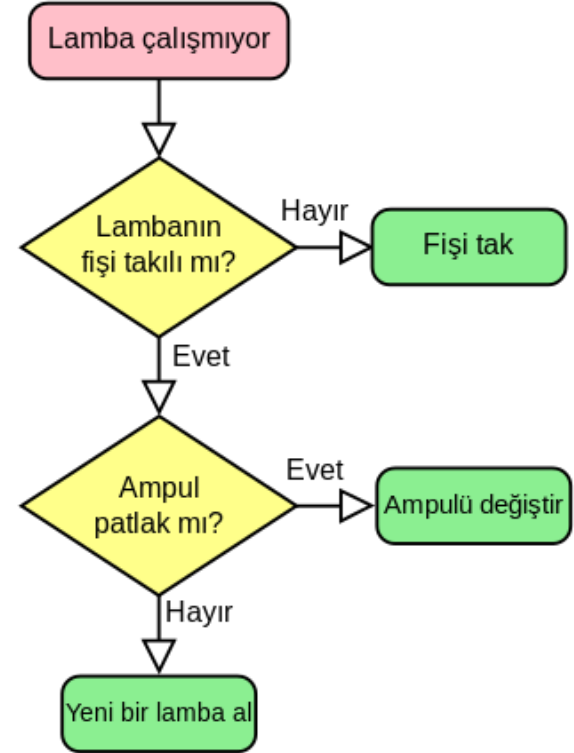 Lamba çalışmıyor
Lambanın
fişi takılı mı?
Hayır
Fişi tak
Evet
Ampul
patlak mı?
Evet
Ampulü değiştir
Hayır
Yeni bir lamba al